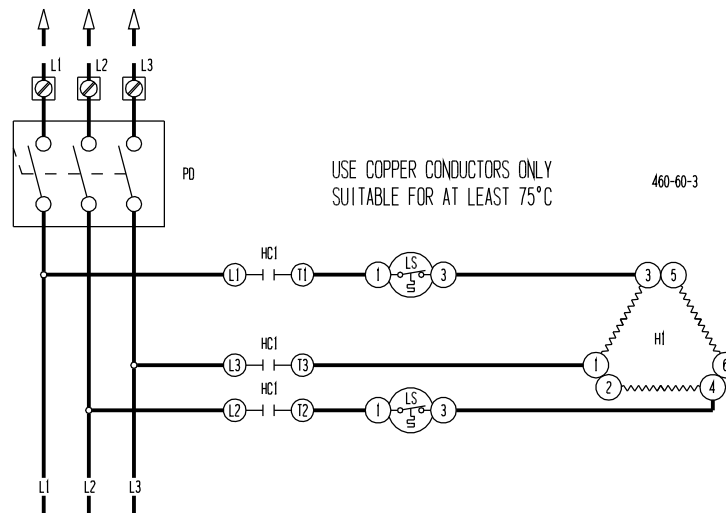 L1 L2 L3
PD
USE COPPER CONDUCTORS ONLY
SUITABLE FOR AT LEAST 75°C
460-60-3
HC1 LS
L1 T1 1 3 3 5
HC1 H1
L3 T3 1 6
HC1 LS 2 4
L2 T2 1 3
L1 L2 L3